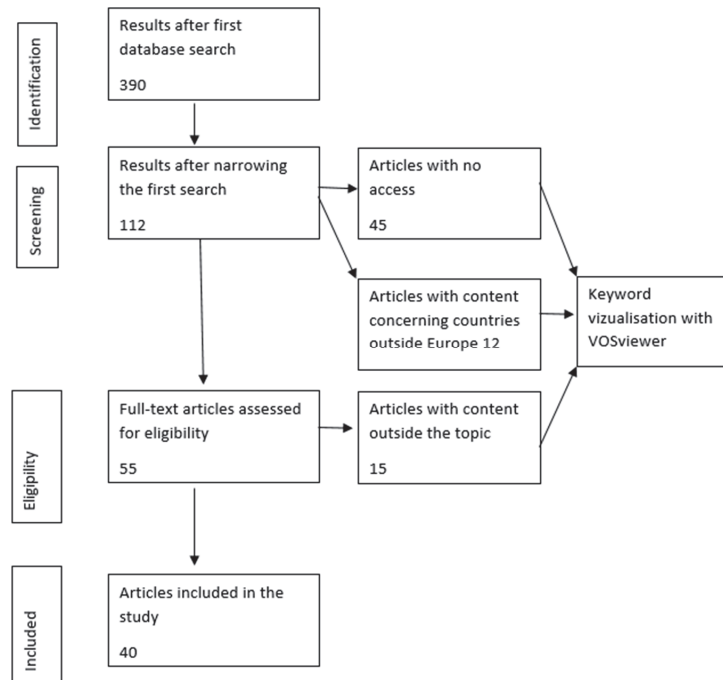 Identification
Results after first
database search
390
Screening
Results after narrowing
the first search
112
Articles with no
access
45
Articles with content
concerning countries
outside Europe 12
Keyword
vizualisation with
VOSviewer
Eligipility
Full-text articles assessed
for eligibility
55
Articles with content
outside the topic
15
Included
Articles included in the
study
40